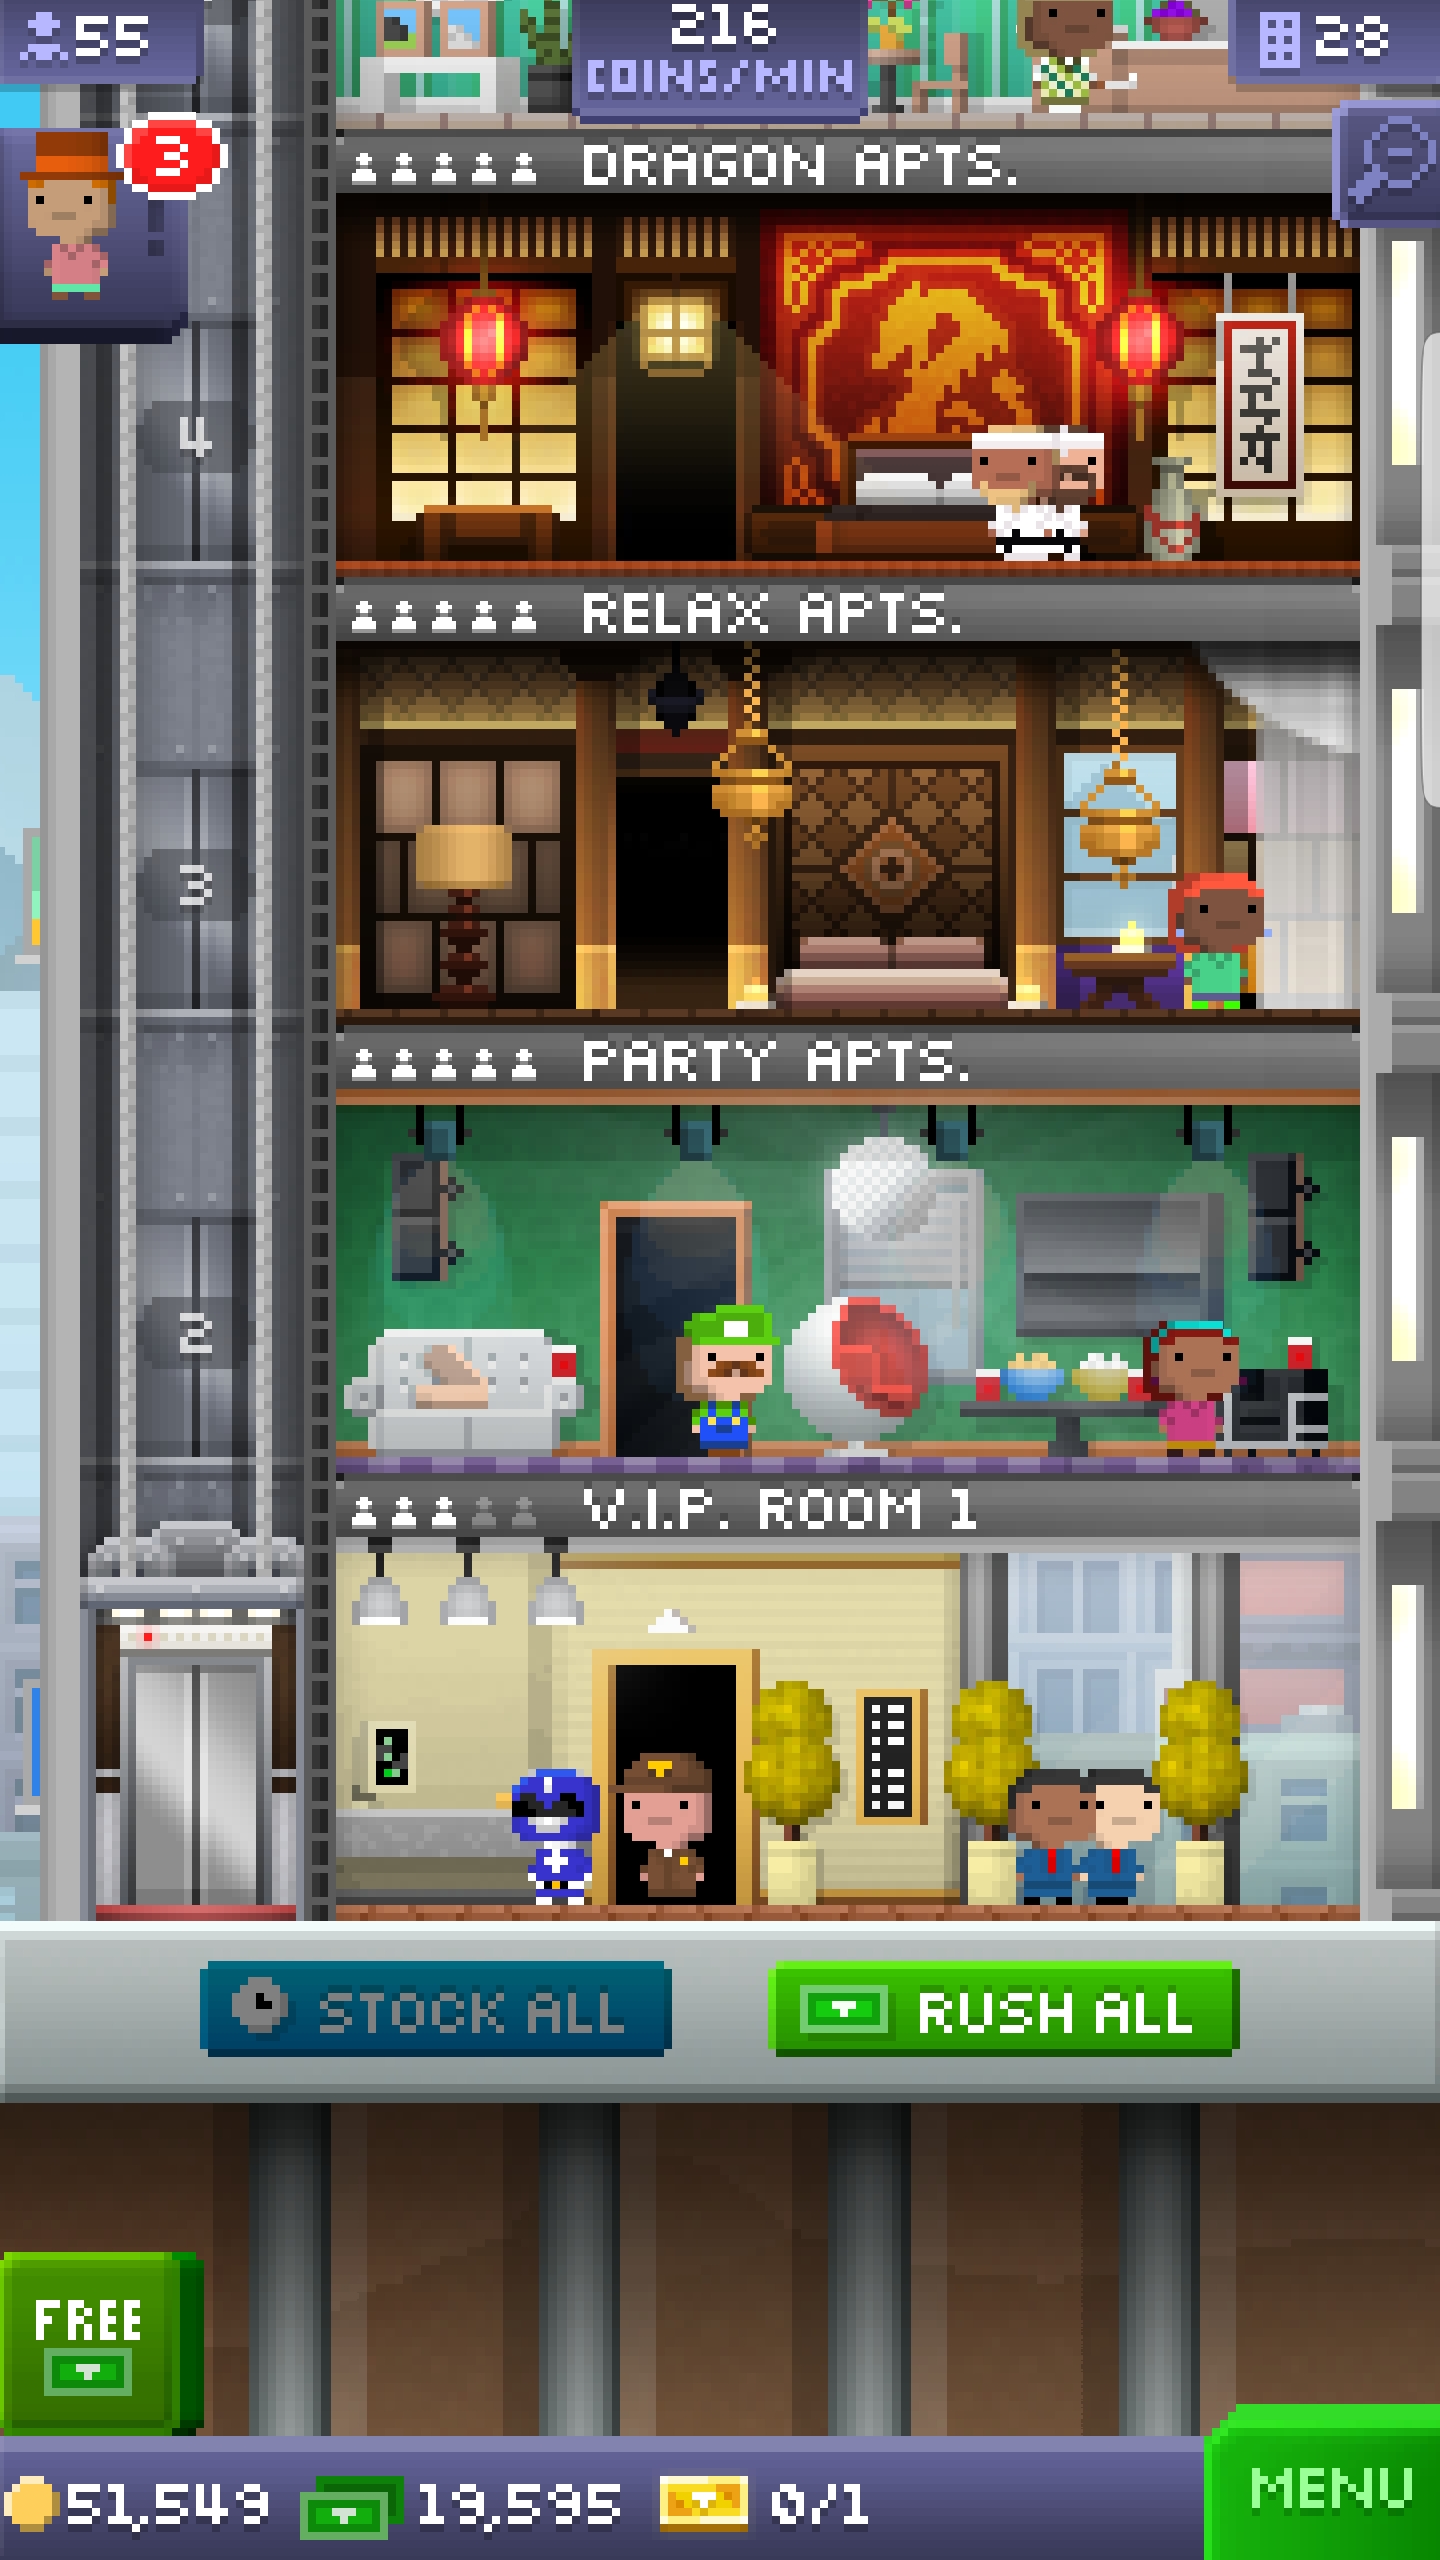 55
216
COINS/MIN
28
3
DRAGON APTS.
4
RELAX APTS.
3
PARTY APTS.
2
V.I.P. ROOM 1
STOCK ALL
RUSH ALL
FREE
51,549
19,595
0/1
MENU